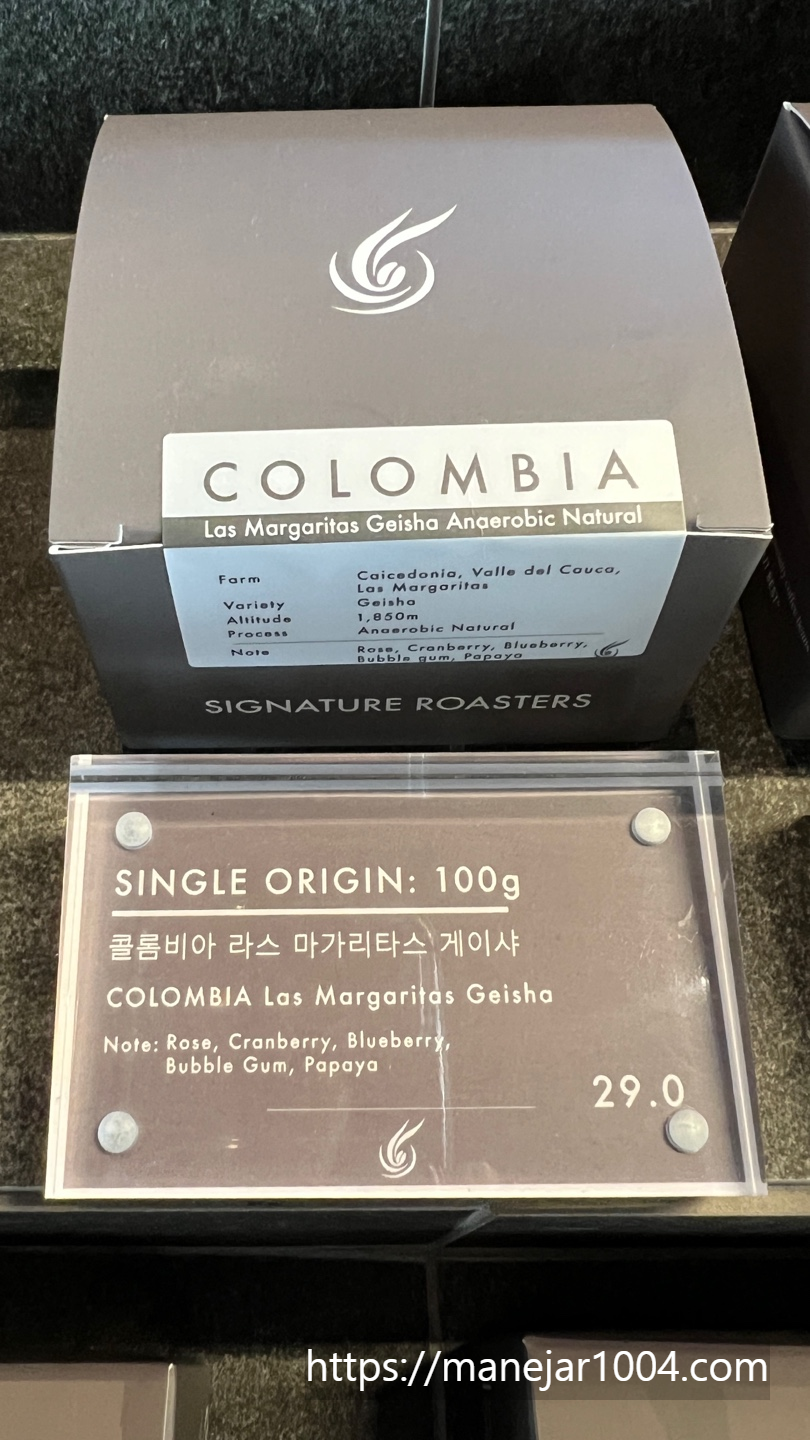 COLOMBIA
Las Margaritas Geisha Anaerobic Natural
Farm Caicedonia, Valle del Cauca,
Las Margaritas
Variety Geisha
Altitude 1,850m
Process Anaerobic Natural
Note Rose, Cranberry, Blueberry,
Bubble gum, Papaya
SIGNATURE ROASTERS
SINGLE ORIGIN: 100g
콜롬비아 라스 마가리타스 게이샤
COLOMBIA Las Margaritas Geisha
Note: Rose, Cranberry, Blueberry,
Bubble Gum, Papaya
29.0
https://manejar1004.com